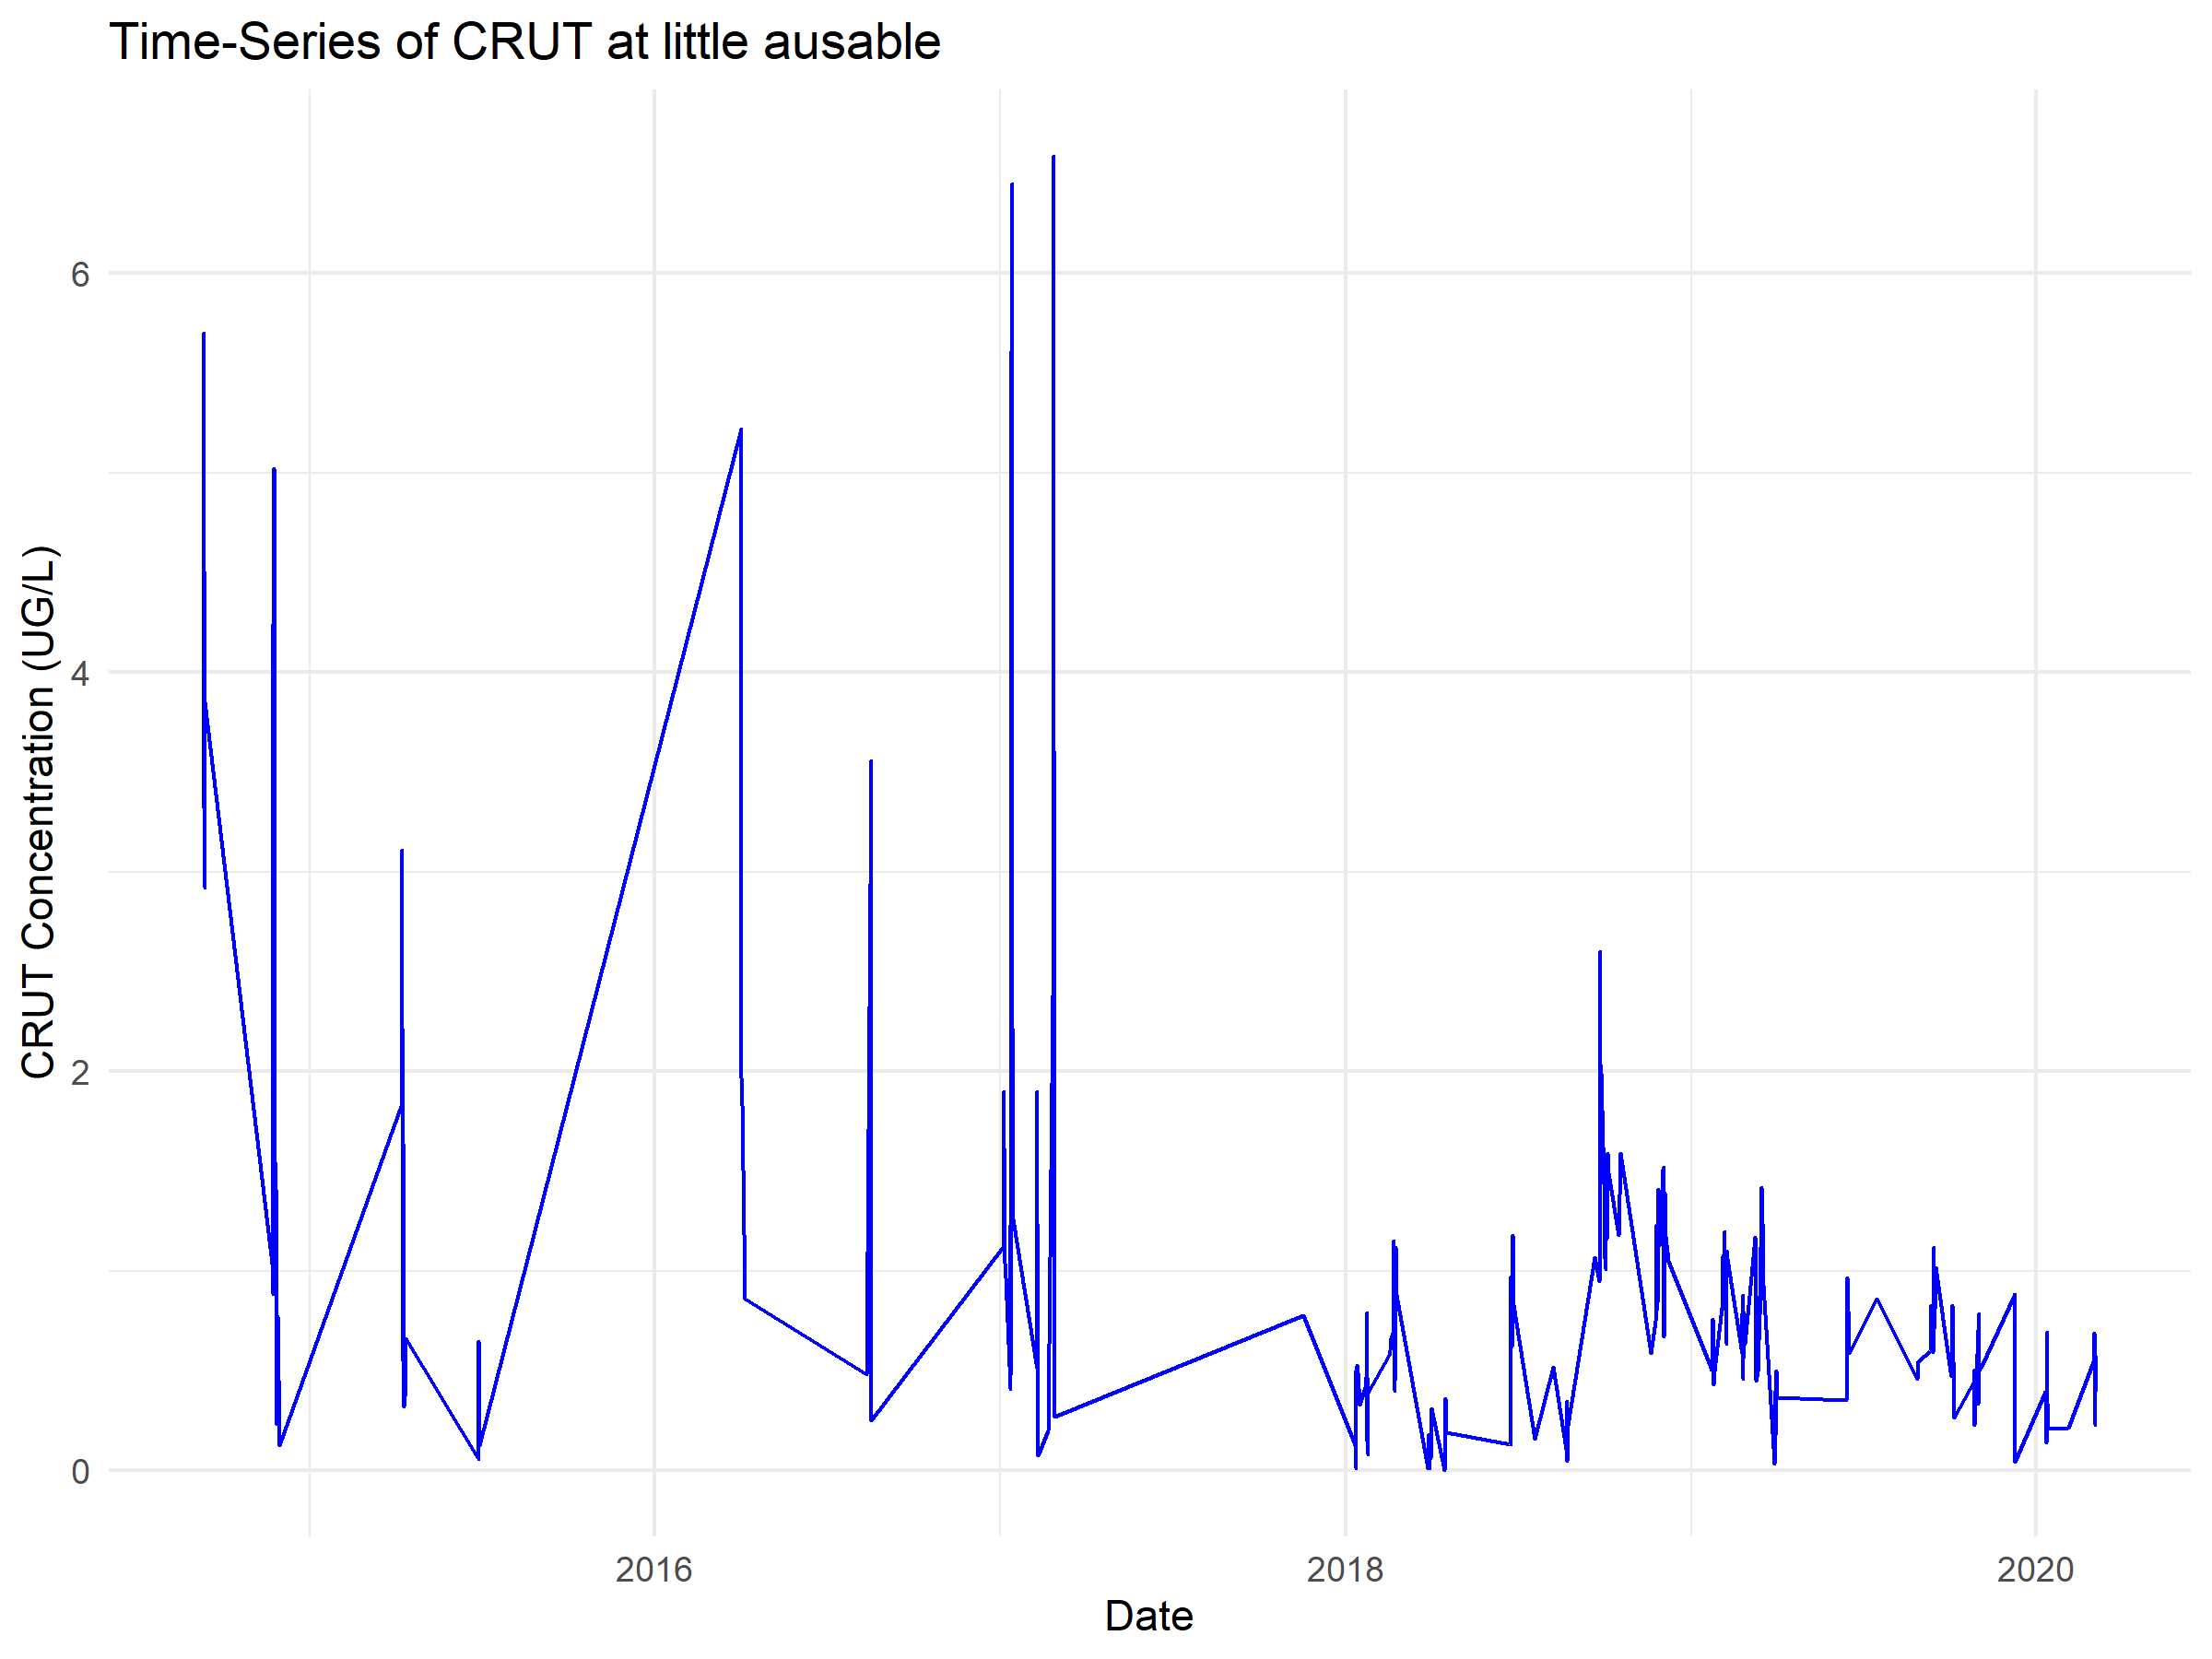 Time-Series of CRUT at little ausable
CRUT Concentration (UG/L)
6
4
2
0
2016
2018
2020
Date